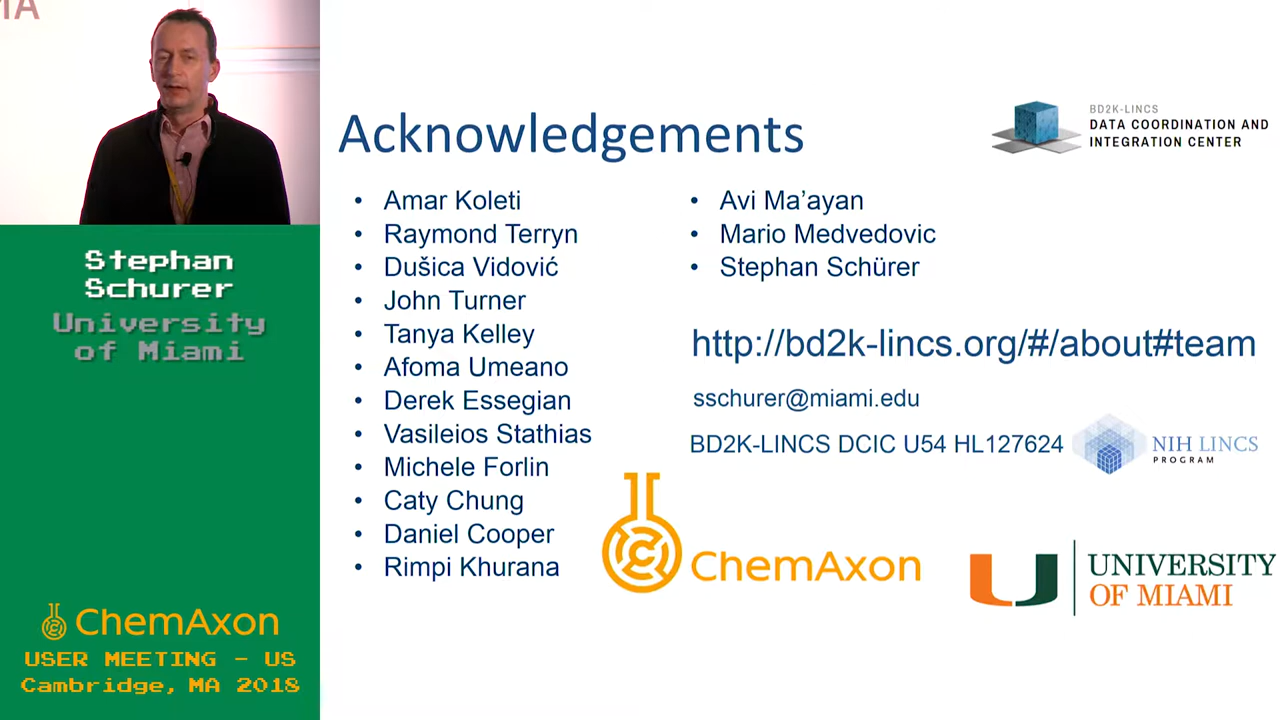 MA
Stephan
Schurer
University
of Miami
ChemAxon
USER MEETING - US
Cambridge, MA 2018
Acknowledgements
BD2K-LINCS
DATA COORDINATION AND
INTEGRATION CENTER
• Amar Koleti
• Raymond Terryn
• Dušica Vidović
• John Turner
• Tanya Kelley
• Afoma Umeano
• Derek Essegian
• Vasileios Stathias
• Michele Forlin
• Caty Chung
• Daniel Cooper
• Rimpi Khurana
• Avi Ma’ayan
• Mario Medvedovic
• Stephan Schürer
http://bd2k-lincs.org/#/about#team
sschurer@miami.edu
BD2K-LINCS DCIC U54 HL127624
NIH LINCS
PROGRAM
ChemAxon
UNIVERSITY
OF MIAMI